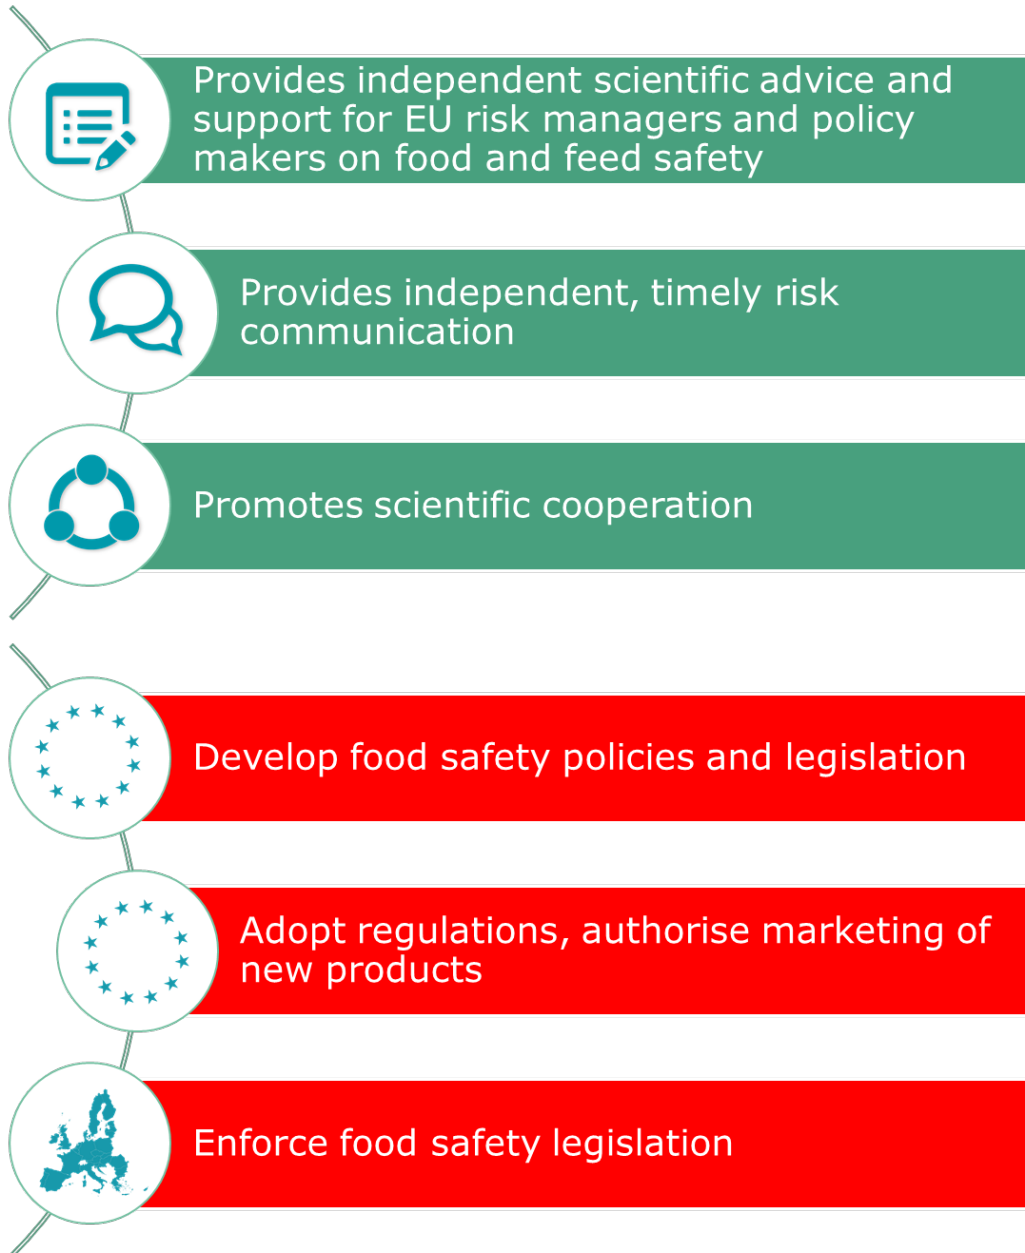 Provides independent scientific advice and
support for EU risk managers and policy
makers on food and feed safety
Provides independent, timely risk
communication
Promotes scientific cooperation
Develop food safety policies and legislation
Adopt regulations, authorise marketing of
new products
Enforce food safety legislation